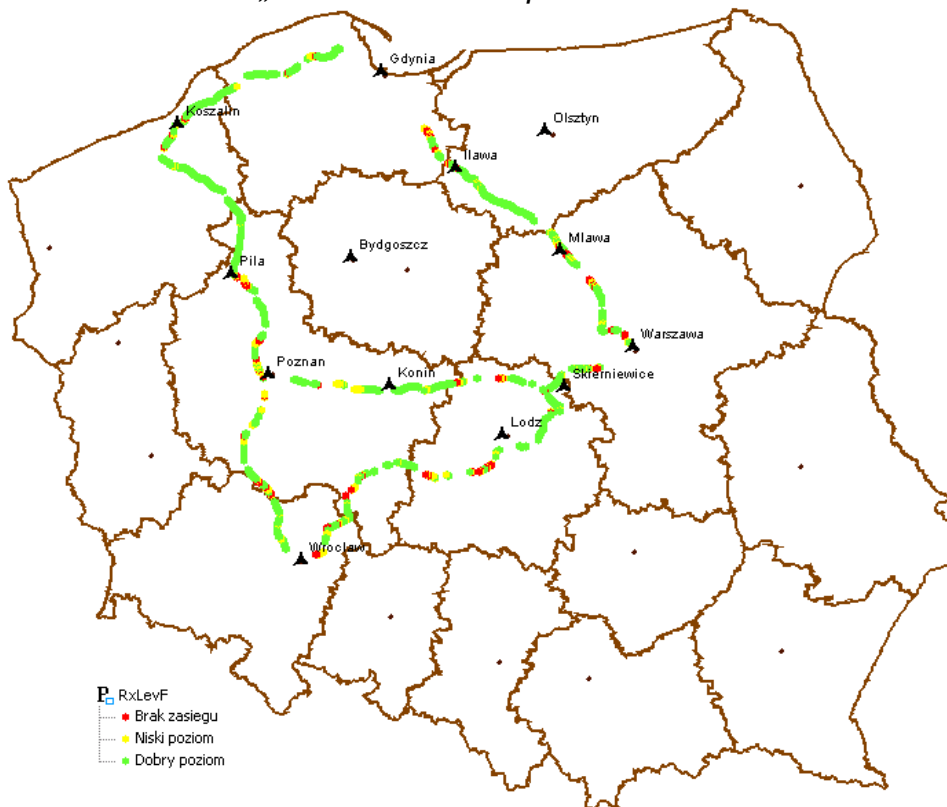 Gdynia
Koszalin
Olsztyn
Ilawa
Mlawa
Bydgoszcz
Pila
Warszawa
Poznan
Konin
Skierniewice
Lodz
Wroclaw
P RxLevF
Brak zasiegu
Niski poziom
Dobry poziom